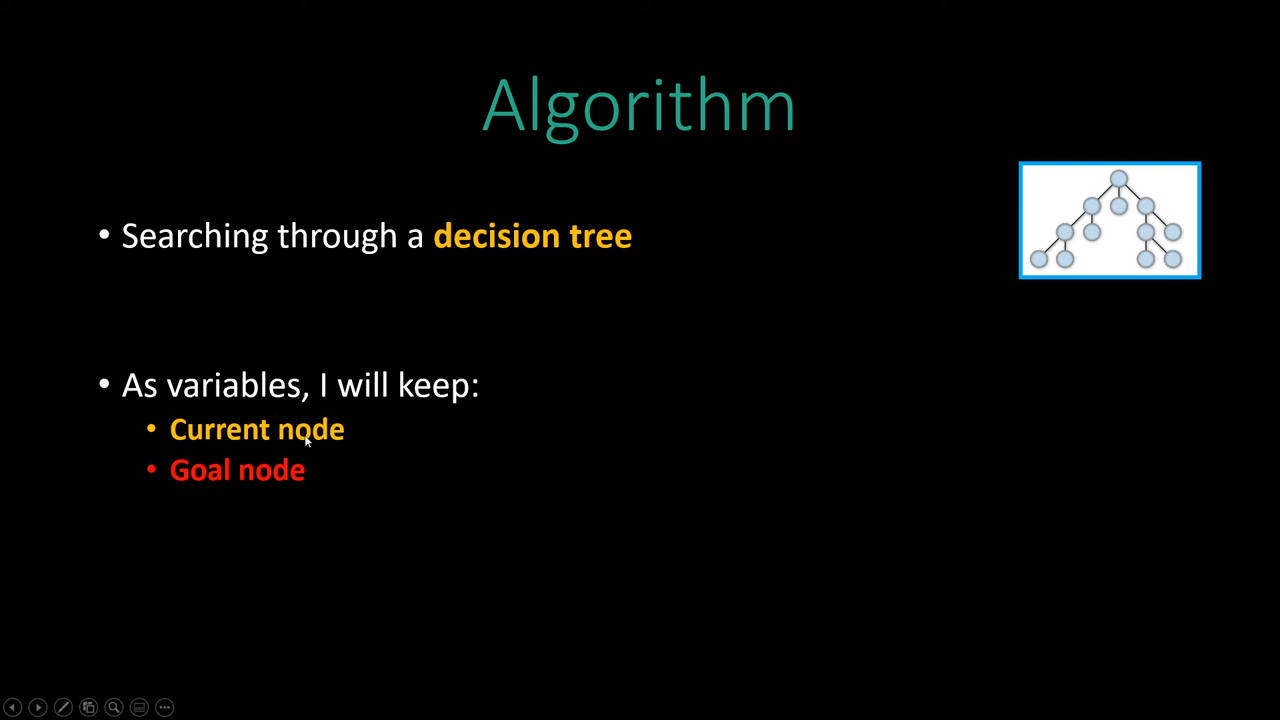 Algorithm
• Searching through a decision tree
• As variables, I will keep:
• Current node
• Goal node